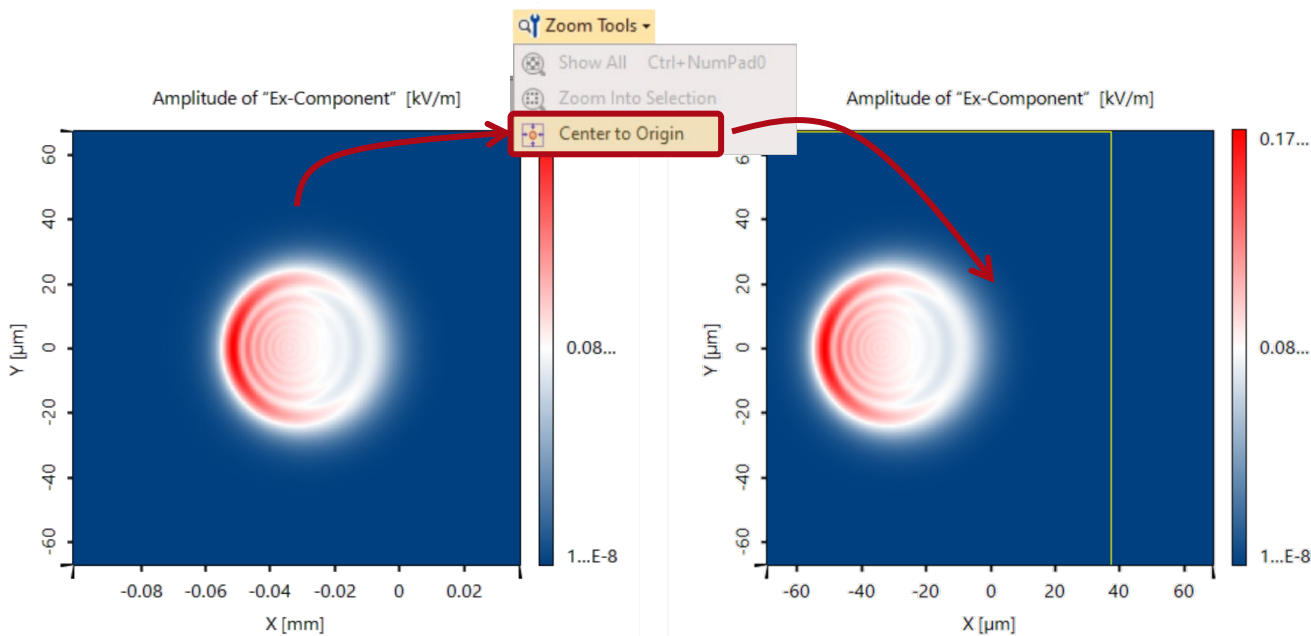 Zoom Tools
Show All Ctrl+NumPad0
Zoom Into Selection
Center to Origin
Amplitude of "Ex-Component" [kV/m]
60
40
20
0
-20
-40
-60
Y [µm]
-0.08 -0.06 -0.04 -0.02 0 0.02
X [mm]
0.08...
1...E-8
Amplitude of "Ex-Component" [kV/m]
60
40
20
0
-20
-40
-60
Y [µm]
-60 -40 -20 0 20 40 60
X [µm]
0.17...
0.08...
1...E-8